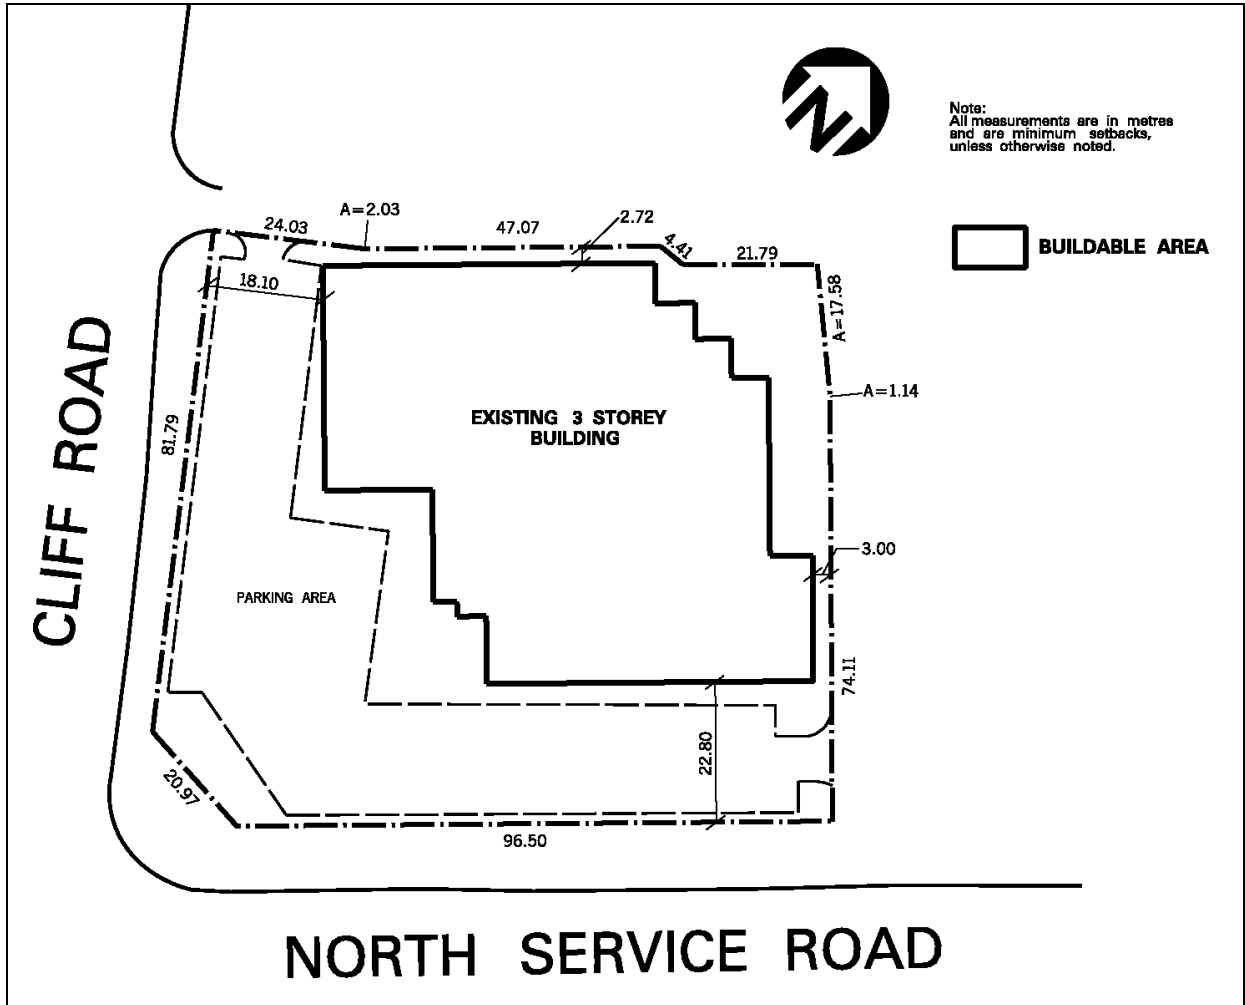 N
Note:
All measurements are in metres
and are minimum setbacks,
unless otherwise noted.
A=2.03
24.03
47.07
2.72
4.41
21.79
BUILDABLE AREA
18.10
A=17.58
A=1.14
EXISTING 3 STOREY
BUILDING
81.79
CLIFF ROAD
3.00
PARKING AREA
74.11
22.80
20.97
96.50
NORTH SERVICE ROAD